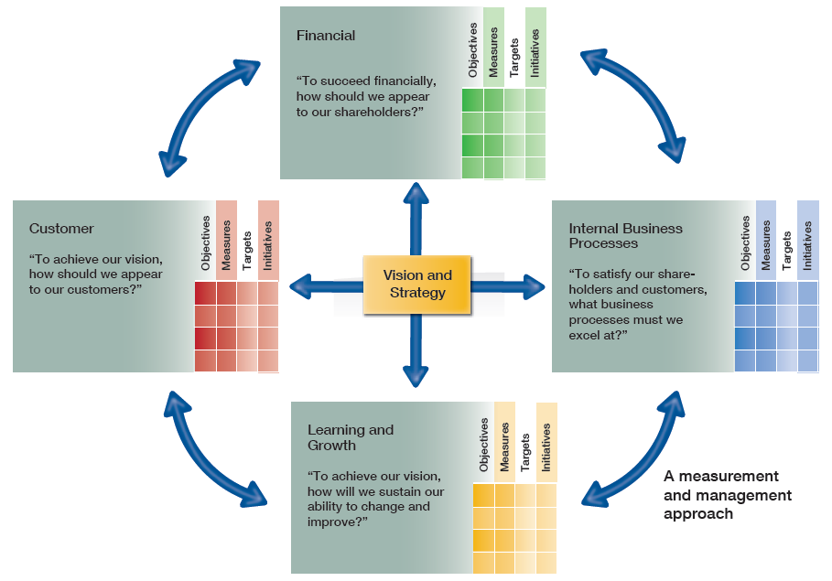 Financial
“To succeed financially,
how should we appear
to our shareholders?”
Objectives
Measures
Targets
Initiatives
Customer
“To achieve our vision,
how should we appear
to our customers?”
Objectives
Measures
Targets
Initiatives
Vision and
Strategy
Internal Business
Processes
“To satisfy our share-
holders and customers,
what business
processes must we
excel at?”
Objectives
Measures
Targets
Initiatives
Learning and
Growth
“To achieve our vision,
how will we sustain our
ability to change and
improve?”
Objectives
Measures
Targets
Initiatives
A measurement
and management
approach